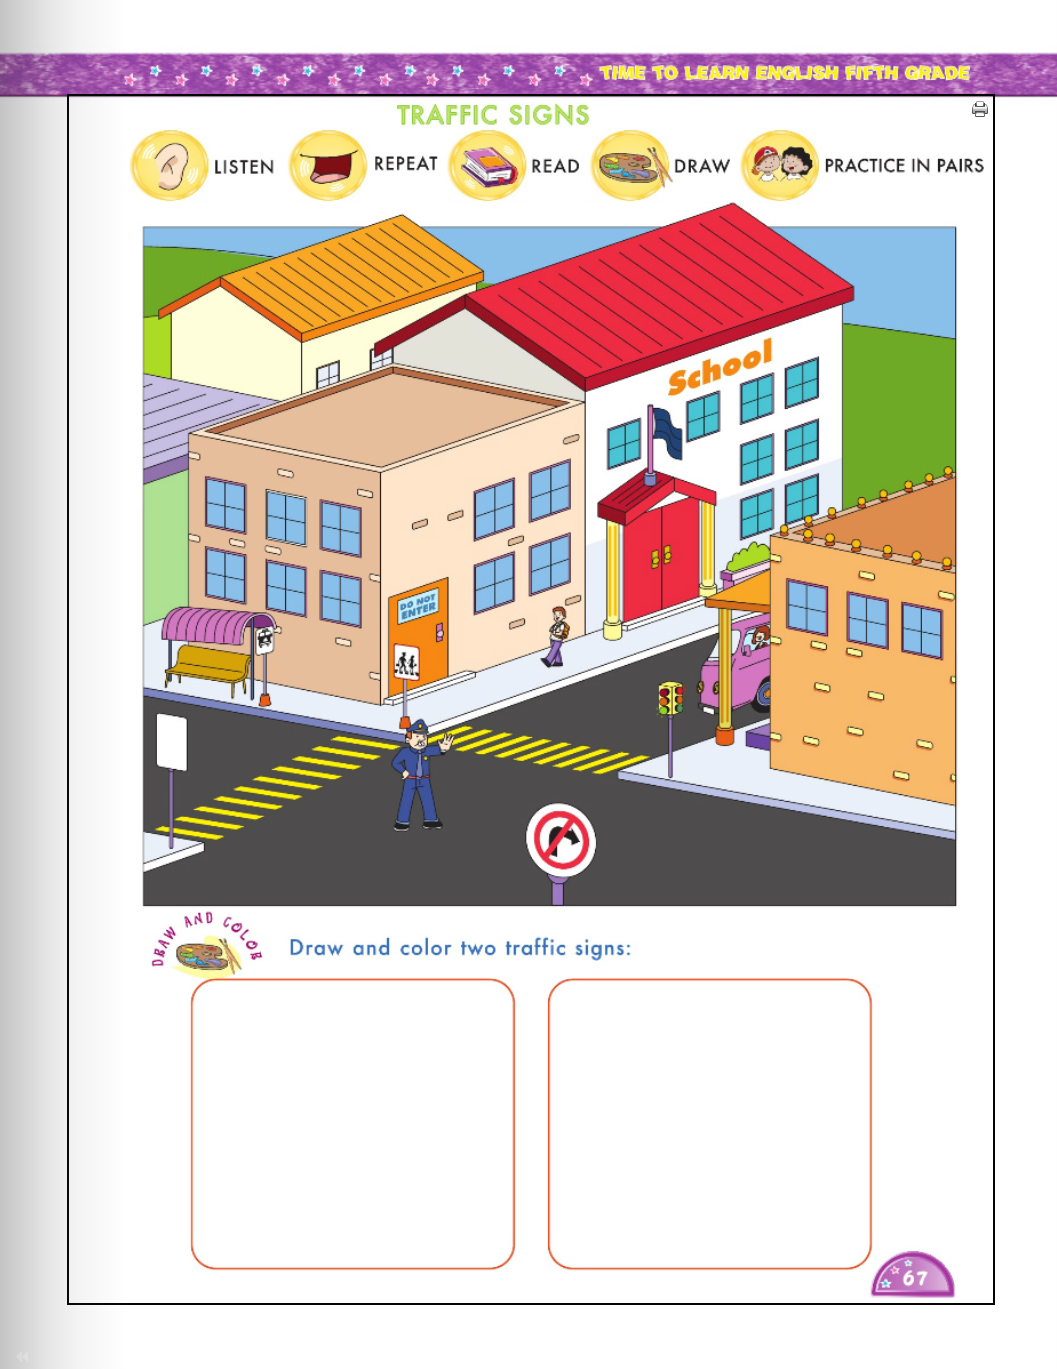 TIME TO LEARN ENGLISH FIFTH GRADE
TRAFFIC SIGNS
LISTEN
REPEAT
READ
DRAW
PRACTICE IN PAIRS
School
DO NOT
ENTER
DRAW AND COLOR
Draw and color two traffic signs:
67